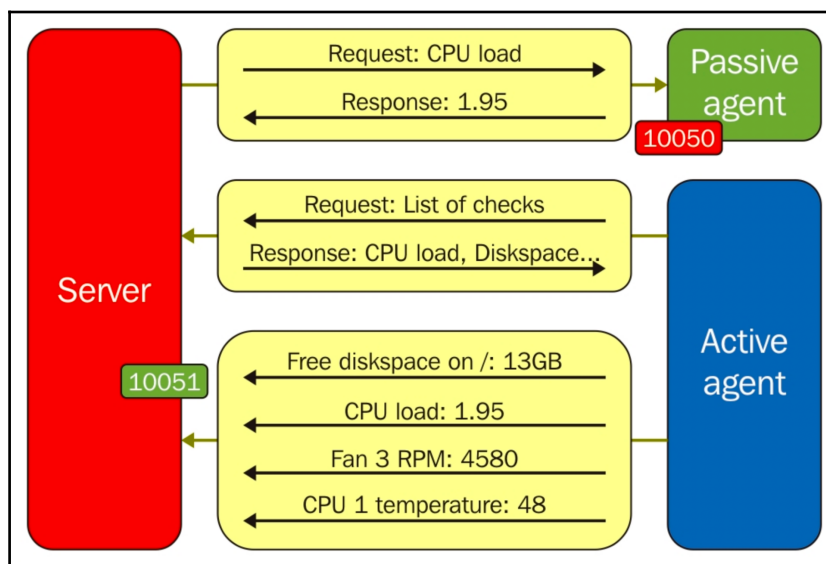 Server
Request: CPU load
Response: 1.95
Passive
agent
10050
Request: List of checks
Response: CPU load, Diskspace...
Active
agent
10051
Free diskspace on /: 13GB
CPU load: 1.95
Fan 3 RPM: 4580
CPU 1 temperature: 48